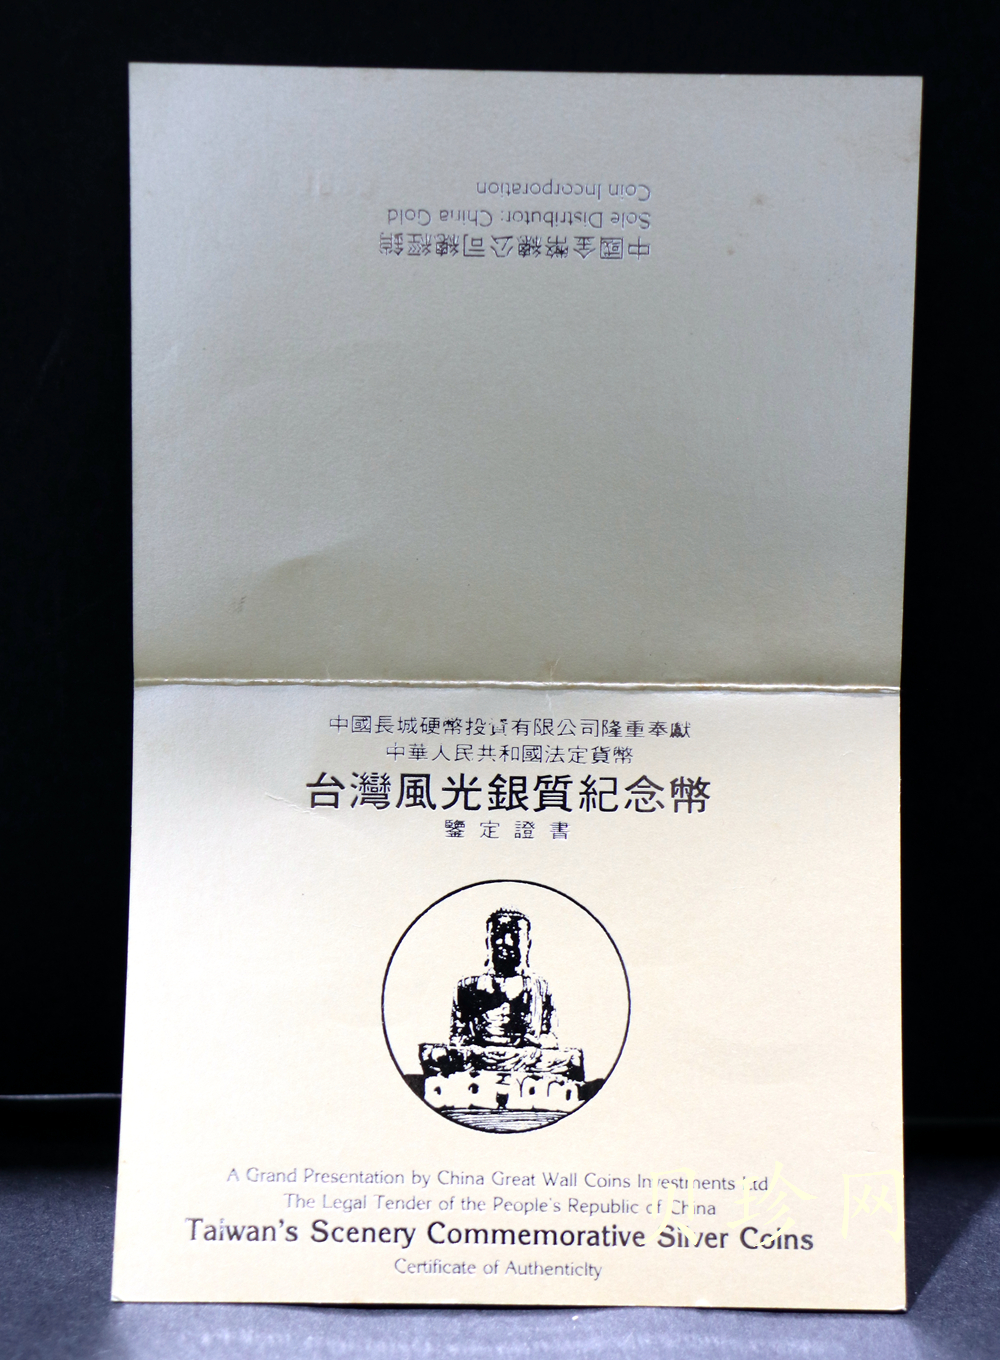 中國金幣總公司總經銷
Sole Distributor: China Gold
Coin Incorporation
中國長城硬幣投資有限公司隆重奉獻
中華人民共和國法定貨幣
台灣風光銀質紀念幣
鑒定證書
A Grand Presentation by China Great Wall Coins Investments Ltd
The Legal Tender of the People's Republic of China
Taiwan's Scenery Commemorative Silver Coins
Certificate of Authenticity
珍网